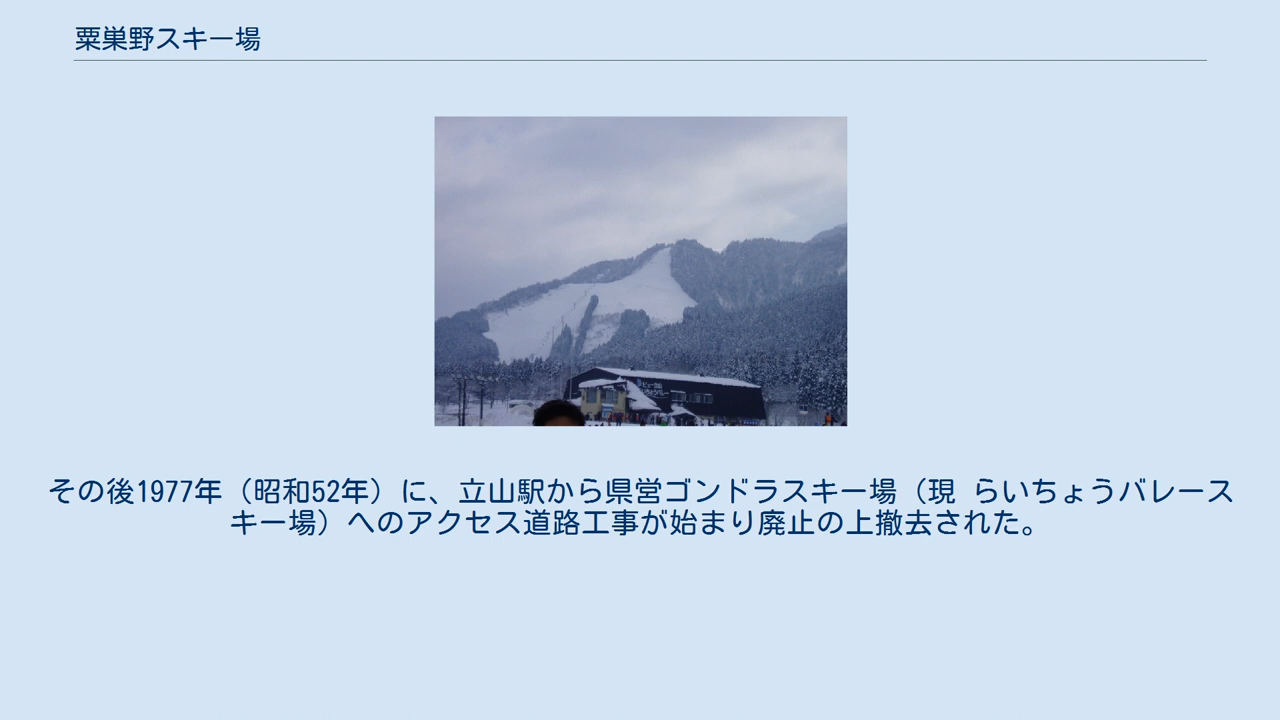 粟巣野スキー場
その後1977年（昭和52年）に、立山駅から県営ゴンドラスキー場（現 らいちょうバレース
キー場）へのアクセス道路工事が始まり廃止の上撤去された。